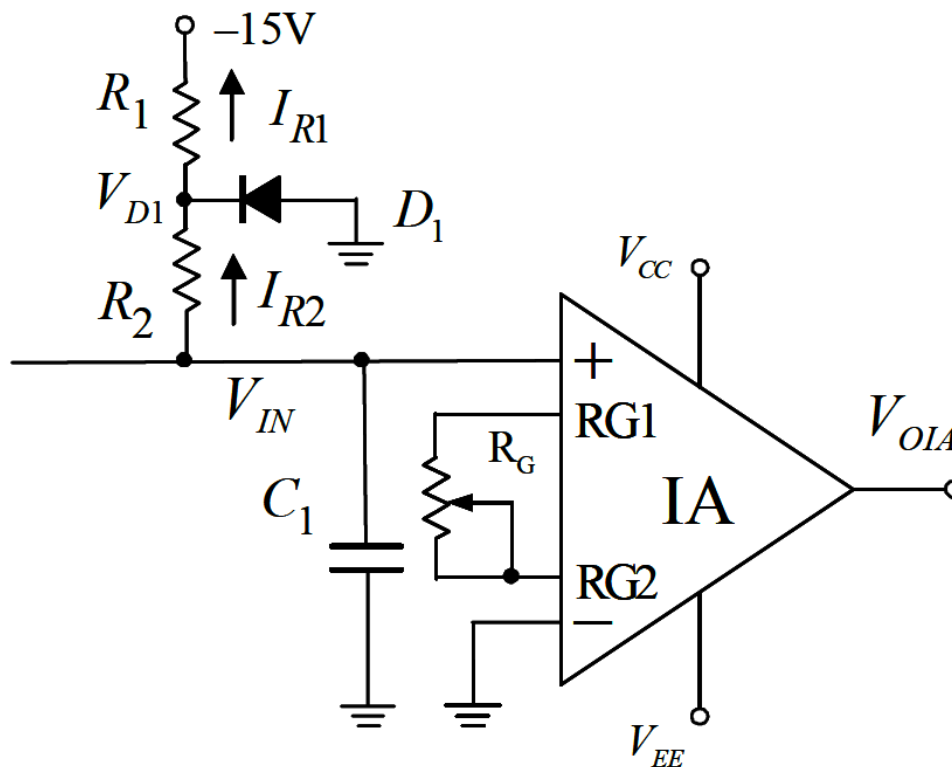 –15V
R1
IR1
VD1
D1
R2
IR2
VCC
VIN
+
RG1
RG
VOIA
C1
IA
RG2
−
VEE